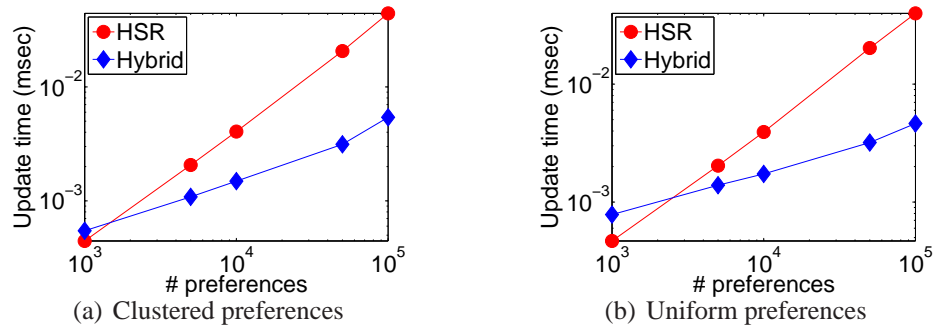 HSR
Hybrid
Update time (msec)
10^-2
10^-3
10^3
10^4
10^5
# preferences
(a) Clustered preferences
HSR
Hybrid
Update time (msec)
10^-2
10^-3
10^3
10^4
10^5
# preferences
(b) Uniform preferences